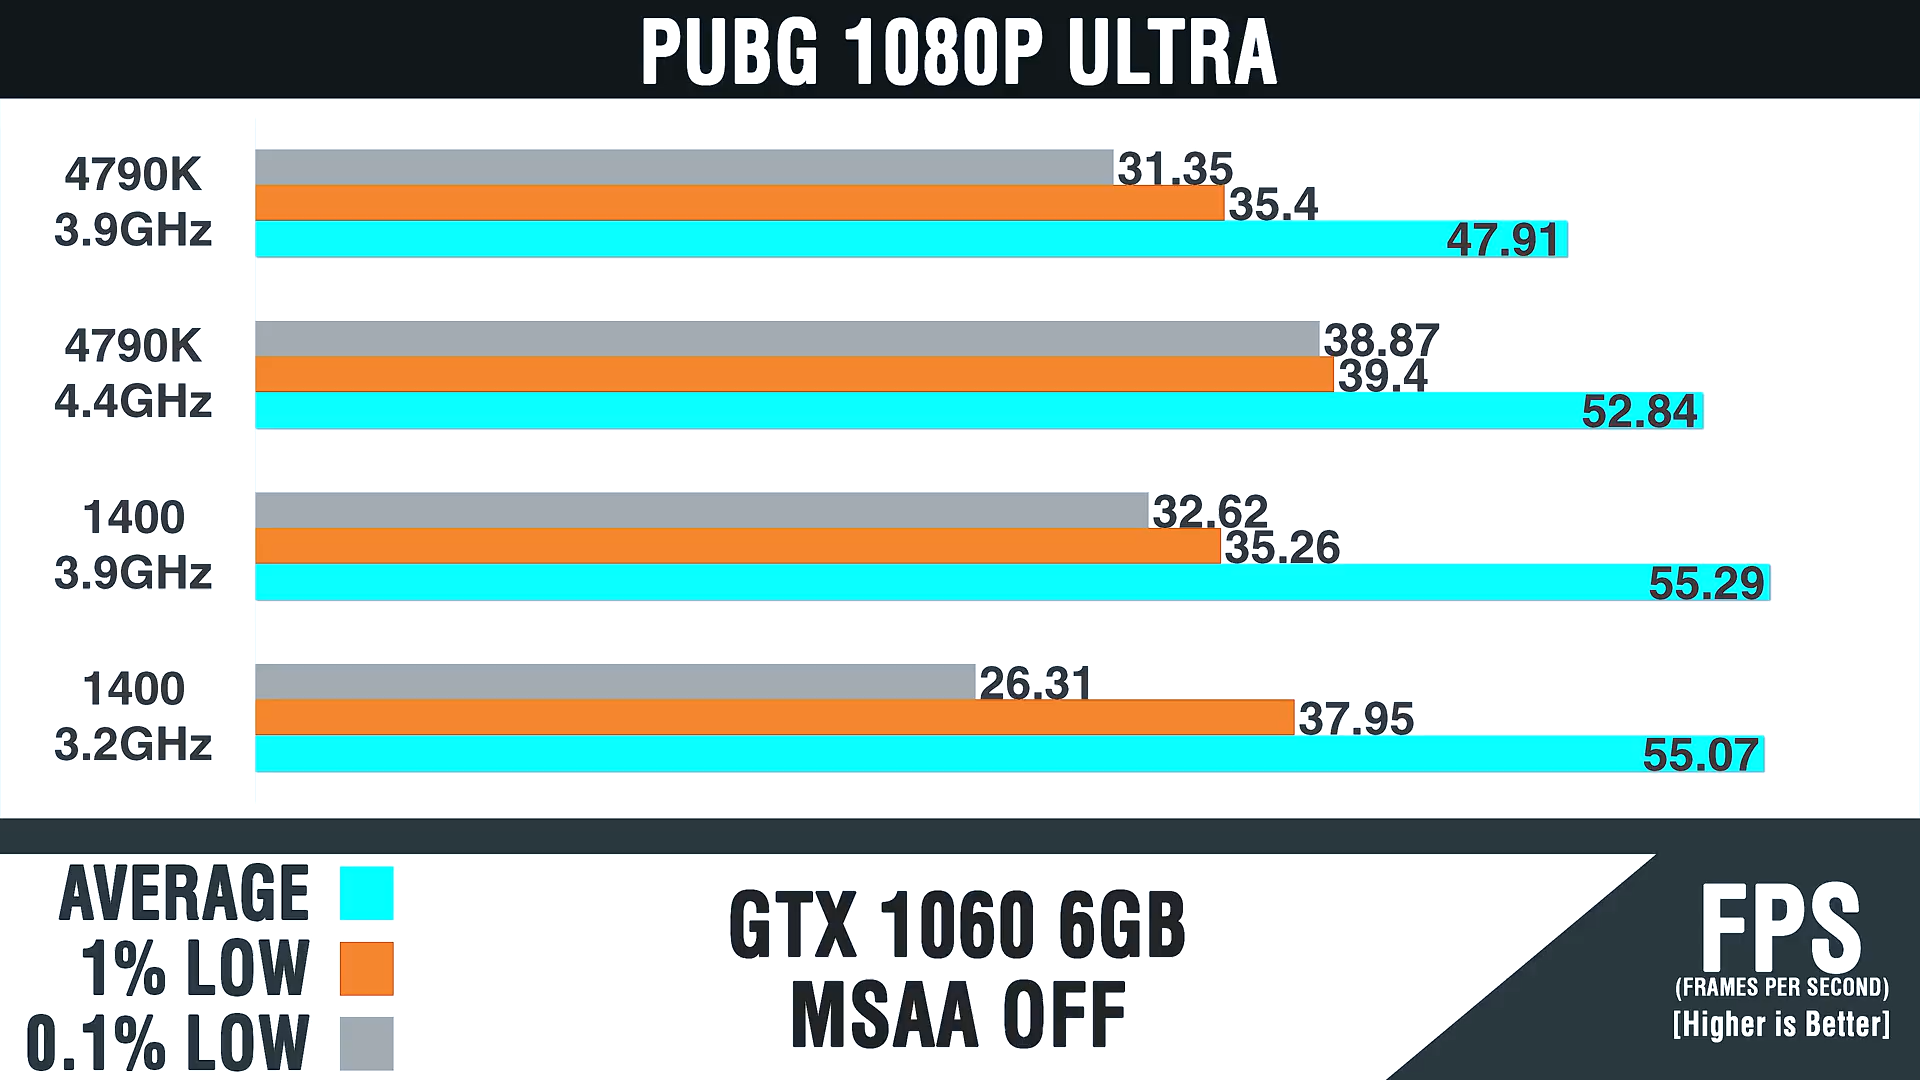 PUBG 1080P ULTRA
4790K
3.9GHz
31.35
35.4
47.91
4790K
4.4GHz
38.87
39.4
52.84
1400
3.9GHz
32.62
35.26
55.29
1400
3.2GHz
26.31
37.95
55.07
AVERAGE
1% LOW
0.1% LOW
GTX 1060 6GB
MSAA OFF
FPS
(FRAMES PER SECOND)
[Higher is Better]